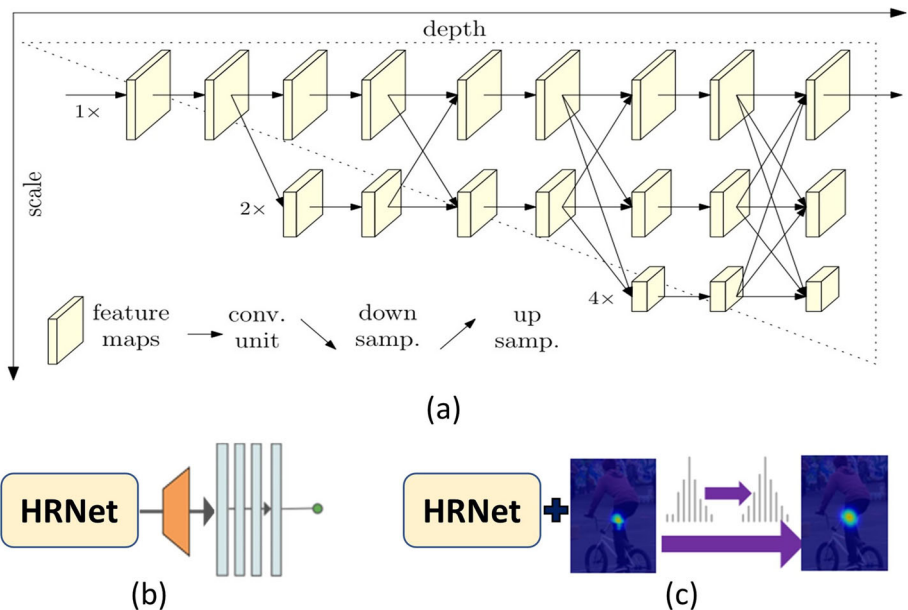 depth
scale
1×
2×
4×
feature
maps
conv.
unit
down
samp.
up
samp.
(a)
HRNet
HRNet
(b)
(c)